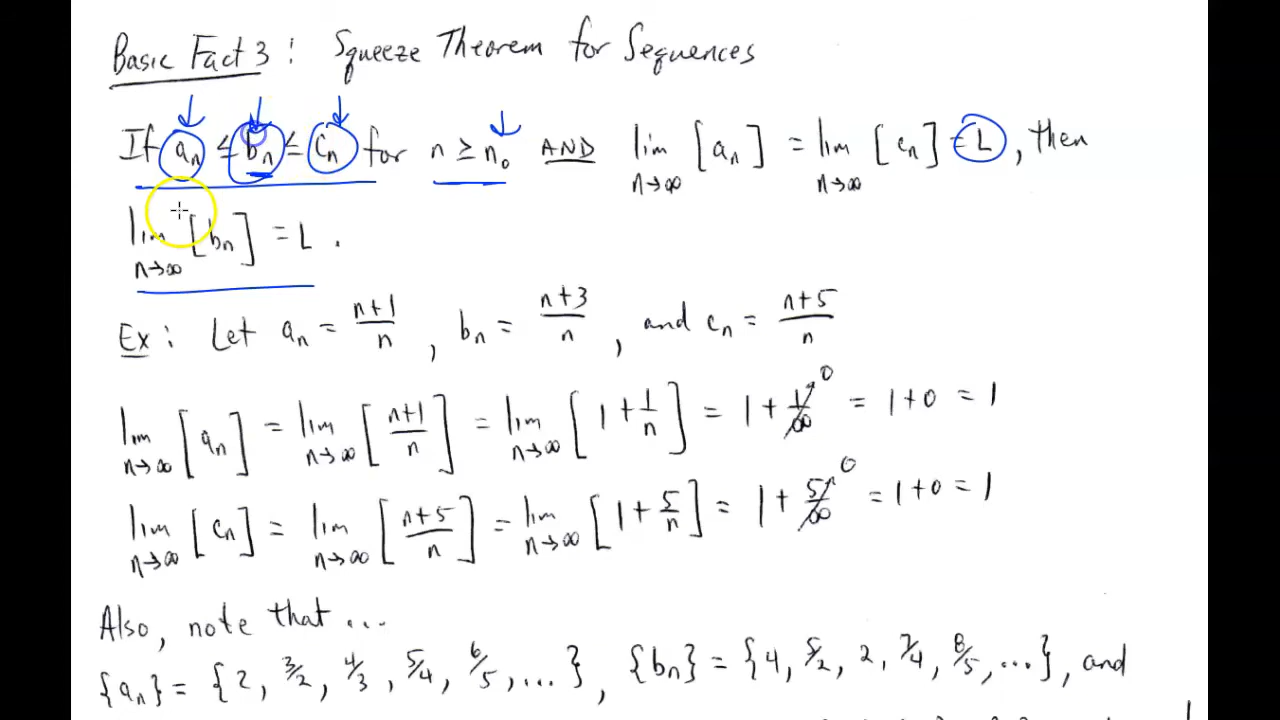 Basic Fact 3: Squeeze Theorem for Sequences
If aₙ ≤ bₙ ≤ cₙ for n ≥ n₀ AND lim n→∞ [aₙ] = lim n→∞ [cₙ] = L, then
lim n→∞ [bₙ] = L.
Ex: Let aₙ = (n+1)/n, bₙ = (n+3)/n, and cₙ = (n+5)/n
lim n→∞ [aₙ] = lim n→∞ [(n+1)/n] = lim n→∞ [1 + 1/n] = 1 + 1/∞ 0 = 1+0 = 1
lim n→∞ [cₙ] = lim n→∞ [(n+5)/n] = lim n→∞ [1 + 5/n] = 1 + 5/∞ 0 = 1+0 = 1
Also, note that ...
{aₙ} = {2, 3/2, 4/3, 5/4, 6/5, ...}, {bₙ} = {4, 5/2, 2, 7/4, 8/5, ...}, and